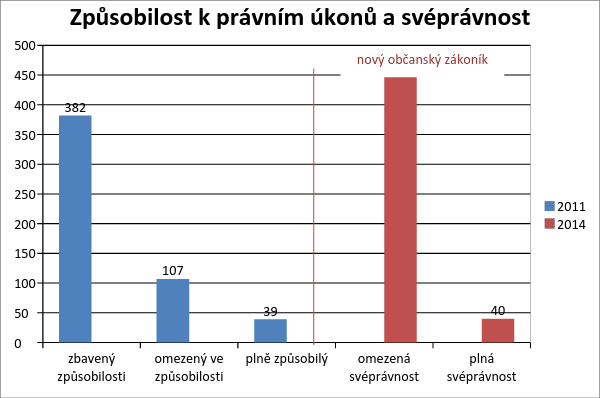 Způsobilost k právním úkonů a svéprávnost
500
nový občanský zákoník
450
400
382
350
300
250
200
150
107
100
50
39
40
0
zbavený
způsobilosti
omezený ve
způsobilosti
plně způsobilý
omezená
svéprávnost
plná
svéprávnost
2011
2014